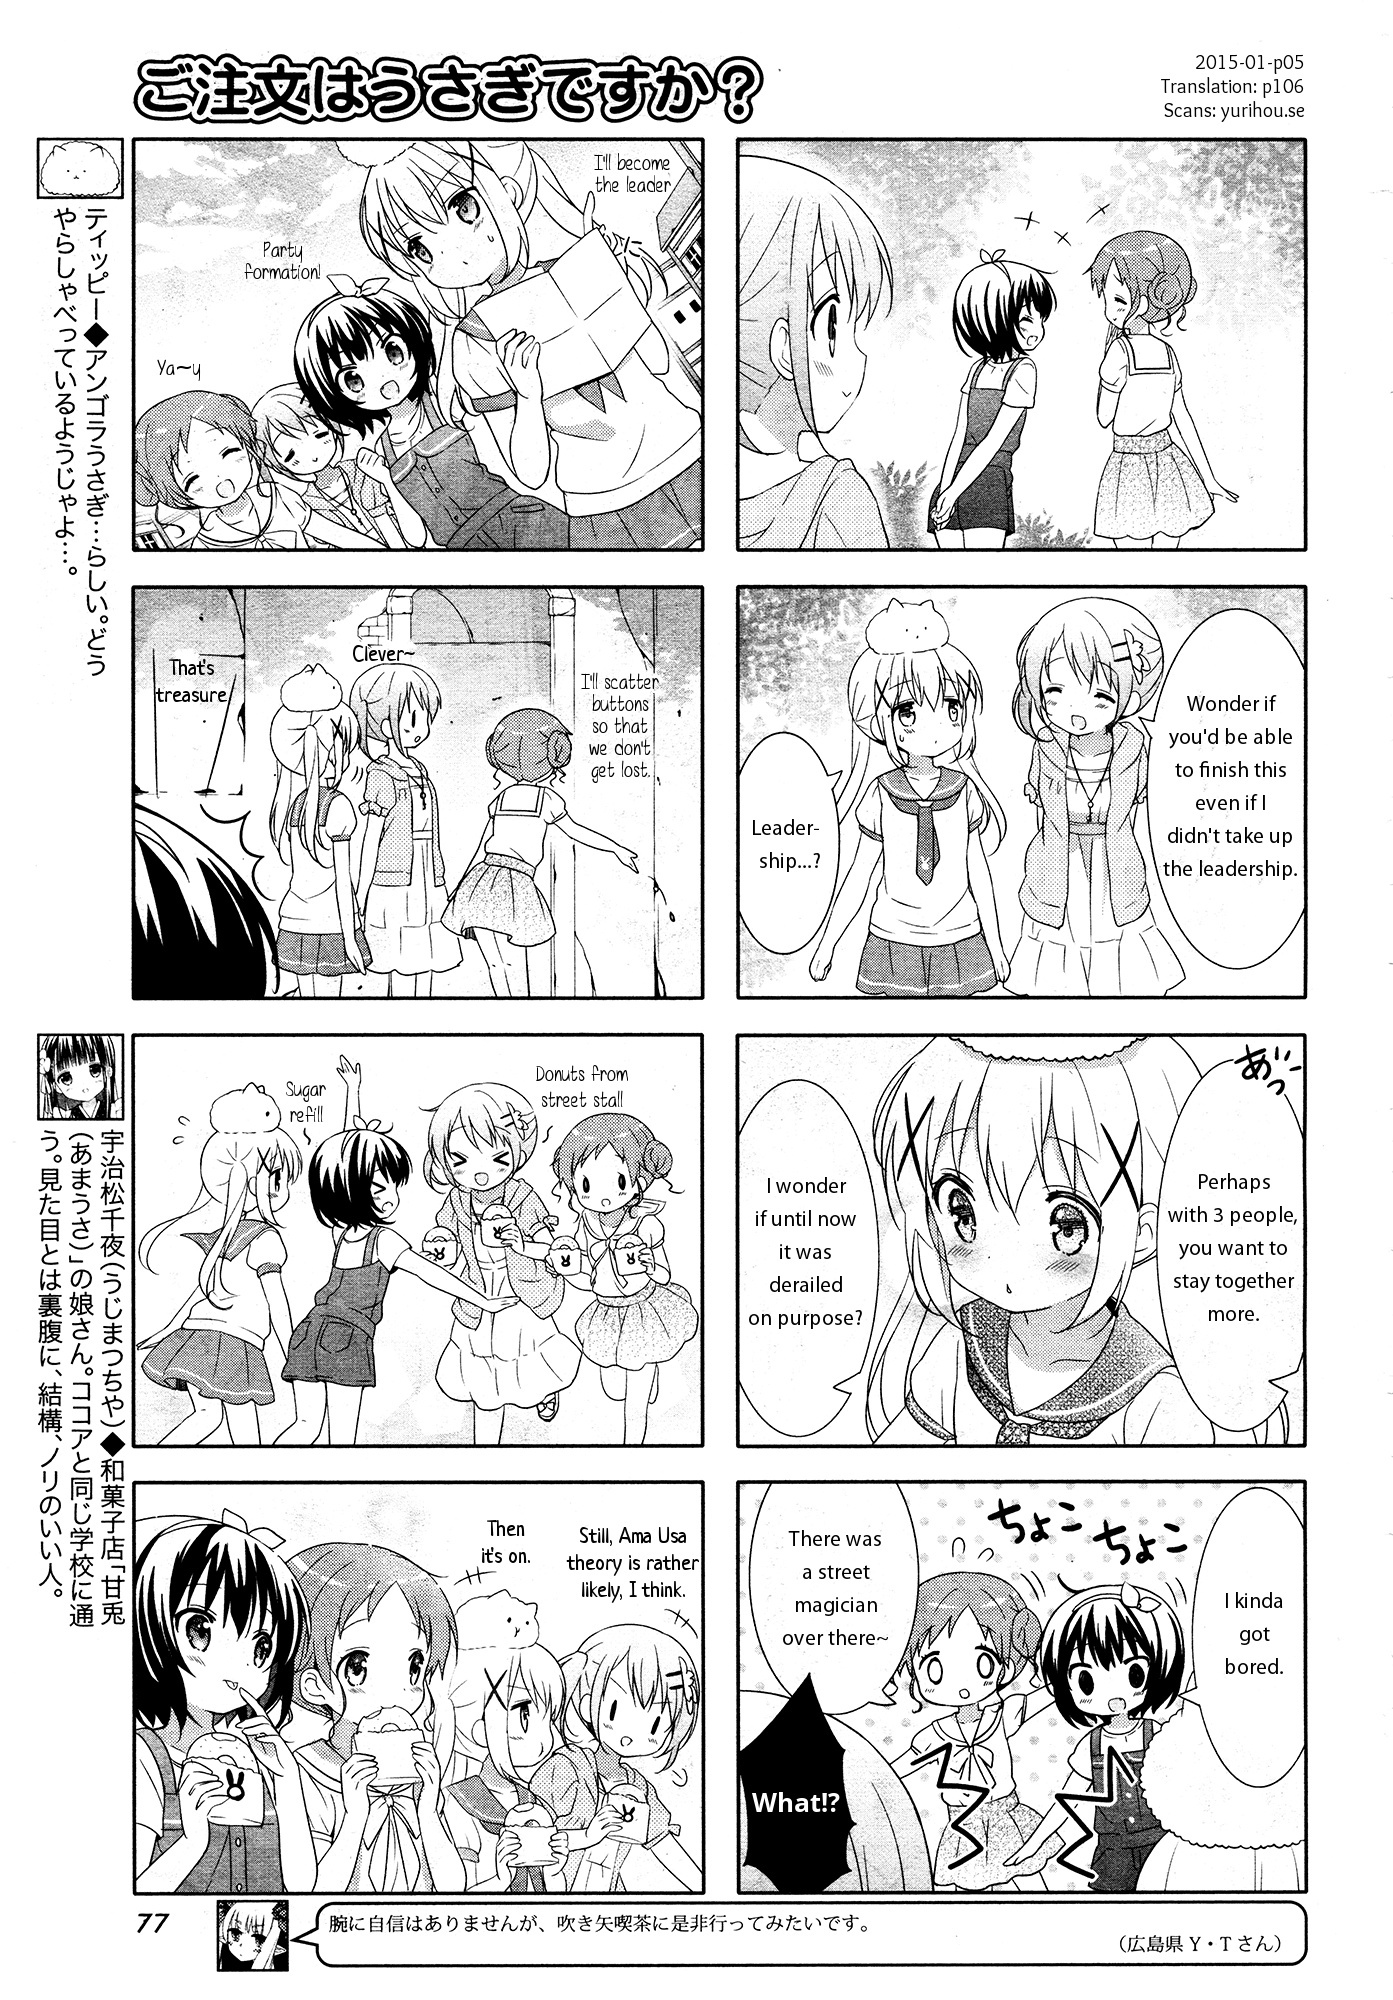 ご注文はうさぎですか?
2015-01-p05
Translation: p106
Scans: yurihou.se
Wonder if
you'd be able
to finish this
even if I
didn't take up
the leadership.
Leader-
ship...?
あっ
Perhaps
with 3 people,
you want to
stay together
more.
I wonder
if until now
it was
derailed
on purpose?
ちょこ
ちょこ
I kinda
got
bored.
There was
a street
magician
over there~
What!?
I'll become
the leader
Party
formation!
Ya~y
I'll scatter
buttons
so that
we don't
get lost.
Clever~
That's
treasure.
Donuts from
street stall
Sugar
refill
Still, Ama Usa
theory is rather
likely, I think.
Then
it's on.
ティッピー◆アンゴラうさぎ…らしい。どう
やらしゃべっているようじゃよ…。
宇治松千夜(うじまつちや)◆和菓子店「甘兎
(あまうさ)」の娘さん。ココアと同じ学校に通
う。見た目とは裏腹に、結構、ノリのいい人。
77
腕に自信はありませんが、吹き矢喫茶に是非行ってみたいです。
(広島県 Y・Tさん)